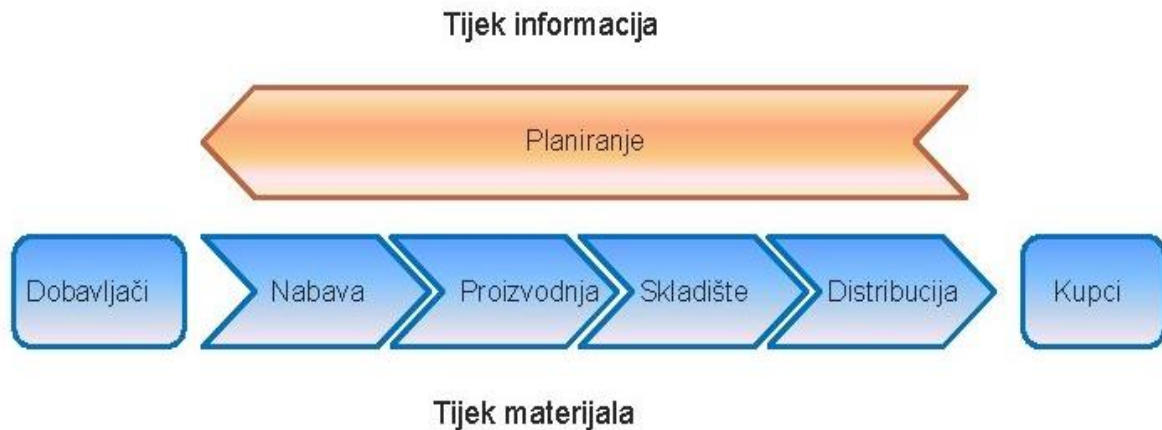 Tijek informacija
Planiranje
Dobavljači
Nabava
Proizvodnja
Skladište
Distribucija
Kupci
Tijek materijala